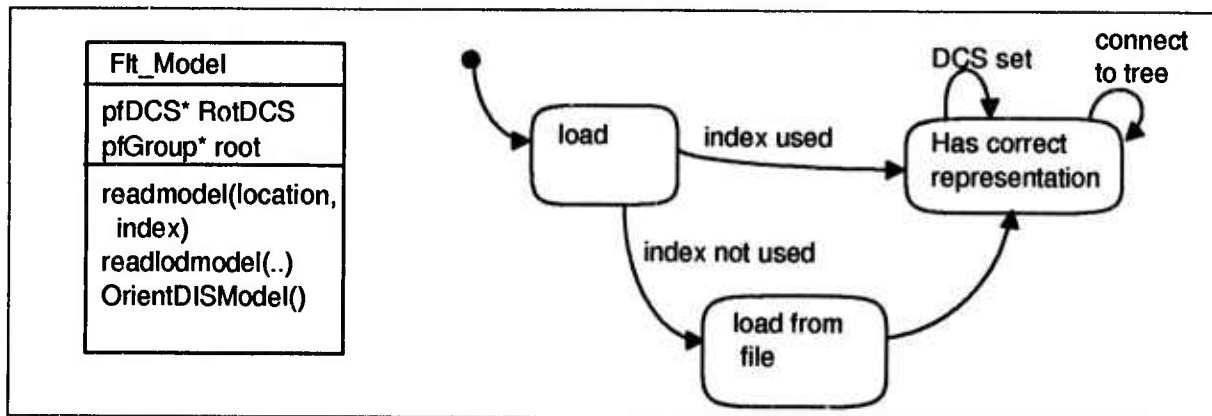 Flt_Model
pfDCS* RotDCS
pfGroup* root
readmodel(location,
index)
readlodmodel(..)
OrientDISModel()
load
index used
DCS set
connect
to tree
Has correct
representation
index not used
load from
file